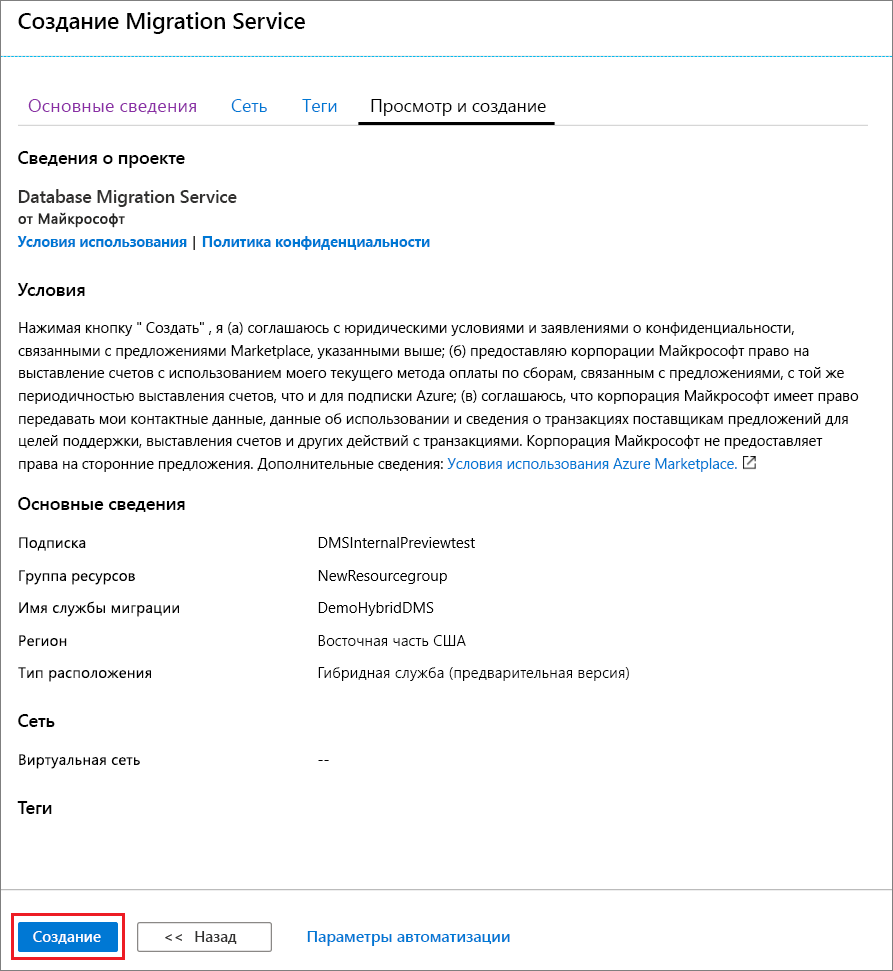 Создание Migration Service
Основные сведения Сеть Теги Просмотр и создание
Сведения о проекте
Database Migration Service
от Майкрософт
Условия использования | Политика конфиденциальности
Условия
Нажимая кнопку " Создать" , я (а) соглашаюсь с юридическими условиями и заявлениями о конфиденциальности,
связанными с предложениями Marketplace, указанными выше; (б) предоставляю корпорации Майкрософт право на
выставление счетов с использованием моего текущего метода оплаты по сборам, связанным с предложениями, с той же
периодичностью выставления счетов, что и для подписки Azure; (в) соглашаюсь, что корпорация Майкрософт имеет право
передавать мои контактные данные, данные об использовании и сведения о транзакциях поставщикам предложений для
целей поддержки, выставления счетов и других действий с транзакциями. Корпорация Майкрософт не предоставляет
права на сторонние предложения. Дополнительные сведения: Условия использования Azure Marketplace.
Основные сведения
Подписка DMSInternalPreviewtest
Группа ресурсов NewResourcegroup
Имя службы миграции DemoHybridDMS
Регион Восточная часть США
Тип расположения Гибридная служба (предварительная версия)
Сеть
Виртуальная сеть --
Теги
Создание << Назад Параметры автоматизации